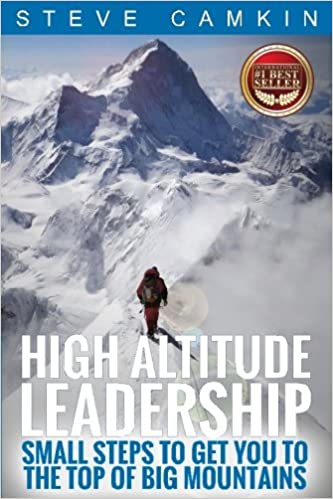 STEVE CAMKIN
INTERNATIONAL
#1 BEST
SELLER
HIGH ALTITUDE
LEADERSHIP
SMALL STEPS TO GET YOU TO
THE TOP OF BIG MOUNTAINS